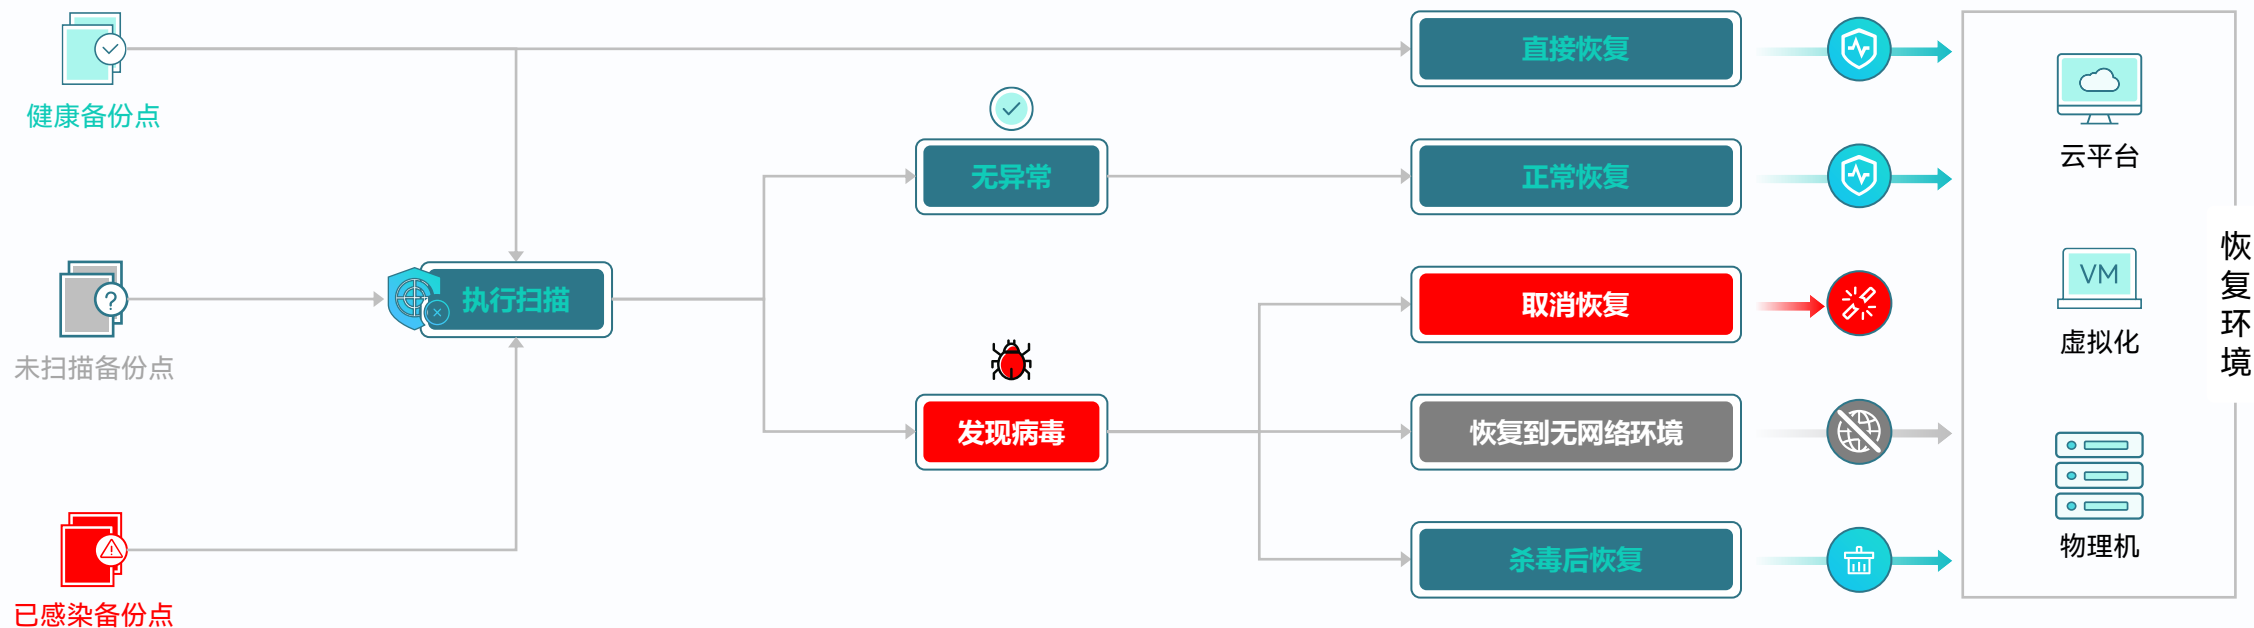 健康备份点
未扫描备份点
已感染备份点
执行扫描
无异常
发现病毒
直接恢复
正常恢复
取消恢复
恢复到无网络环境
杀毒后恢复
云平台
VM
虚拟化
物理机
恢复环境